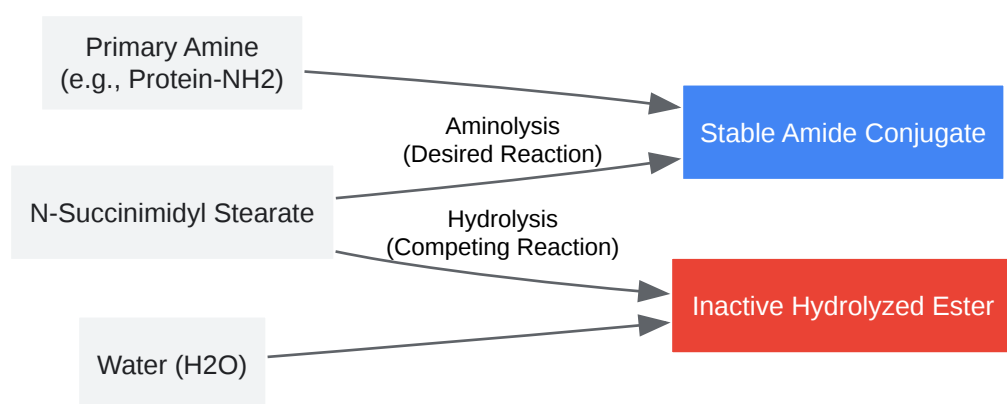 Primary Amine
(e.g., Protein-NH2)
Stable Amide Conjugate
Aminolysis
(Desired Reaction)
N-Succinimidyl Stearate
Hydrolysis
(Competing Reaction)
Inactive Hydrolyzed Ester
Water (H2O)